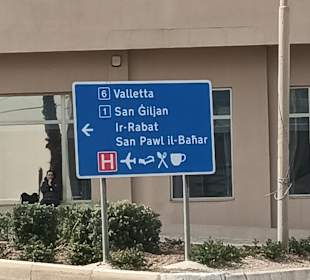 6 Valletta
1 San Ġiljan
Ir-Rabat
San Pawl il-Baħar
H